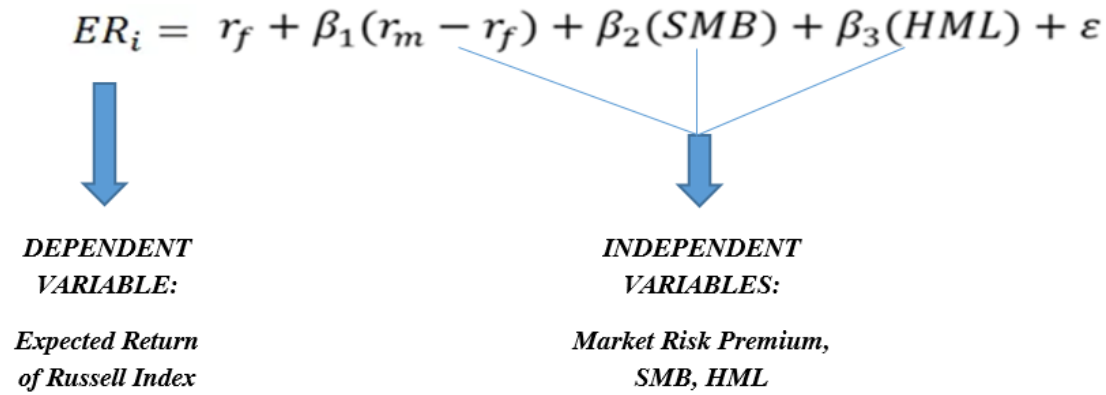 ERᵢ = r_f + β₁(r_m − r_f) + β₂(SMB) + β₃(HML) + ε
DEPENDENT
VARIABLE:
Expected Return
of Russell Index
INDEPENDENT
VARIABLES:
Market Risk Premium,
SMB, HML